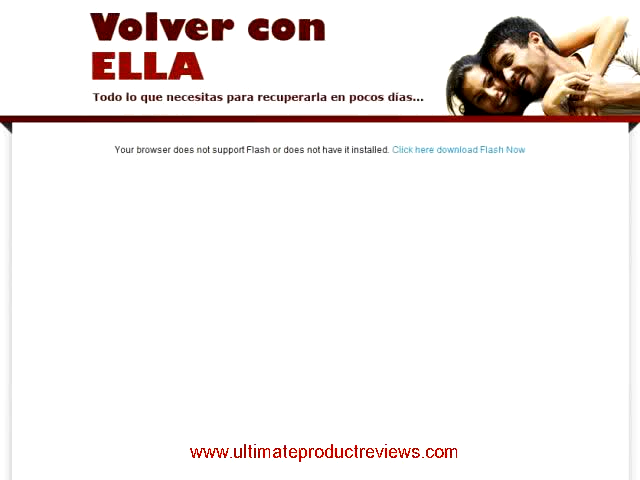 Volver con
ELLA
Todo lo que necesitas para recuperarla en pocos días...
Your browser does not support Flash or does not have it installed. Click here download Flash Now
www.ultimateproductreviews.com